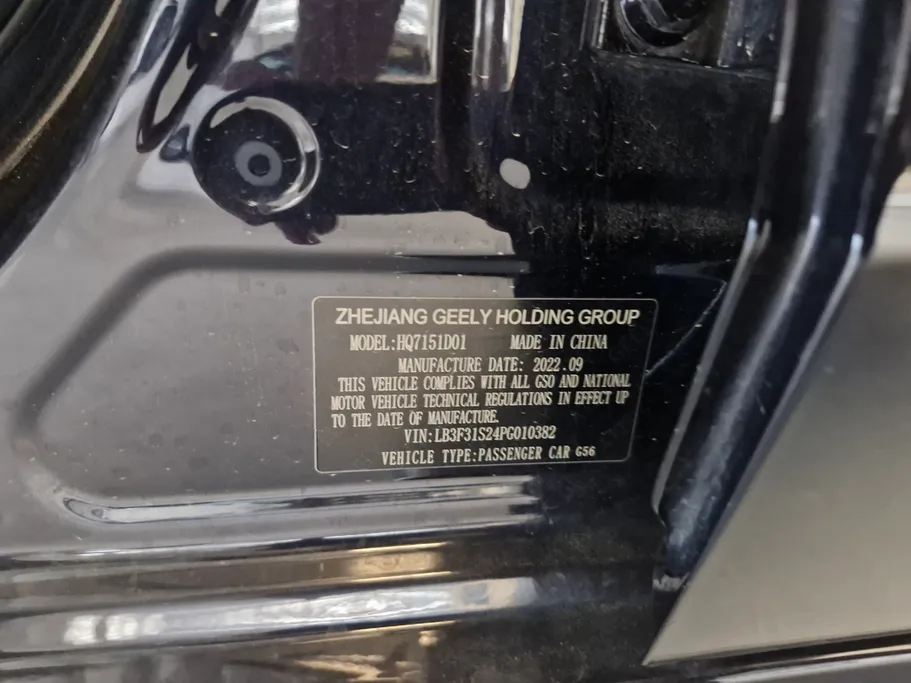 ZHEJIANG GEELY HOLDING GROUP
MODEL:HQ7151D01 MADE IN CHINA
MANUFACTURE DATE: 2022.09
THIS VEHICLE COMPLIES WITH ALL GSO AND NATIONAL
MOTOR VEHICLE TECHNICAL REGULATIONS IN EFFECT UP
TO THE DATE OF MANUFACTURE.
VIN:LB3F31S24PG010382
VEHICLE TYPE:PASSENGER CAR G56